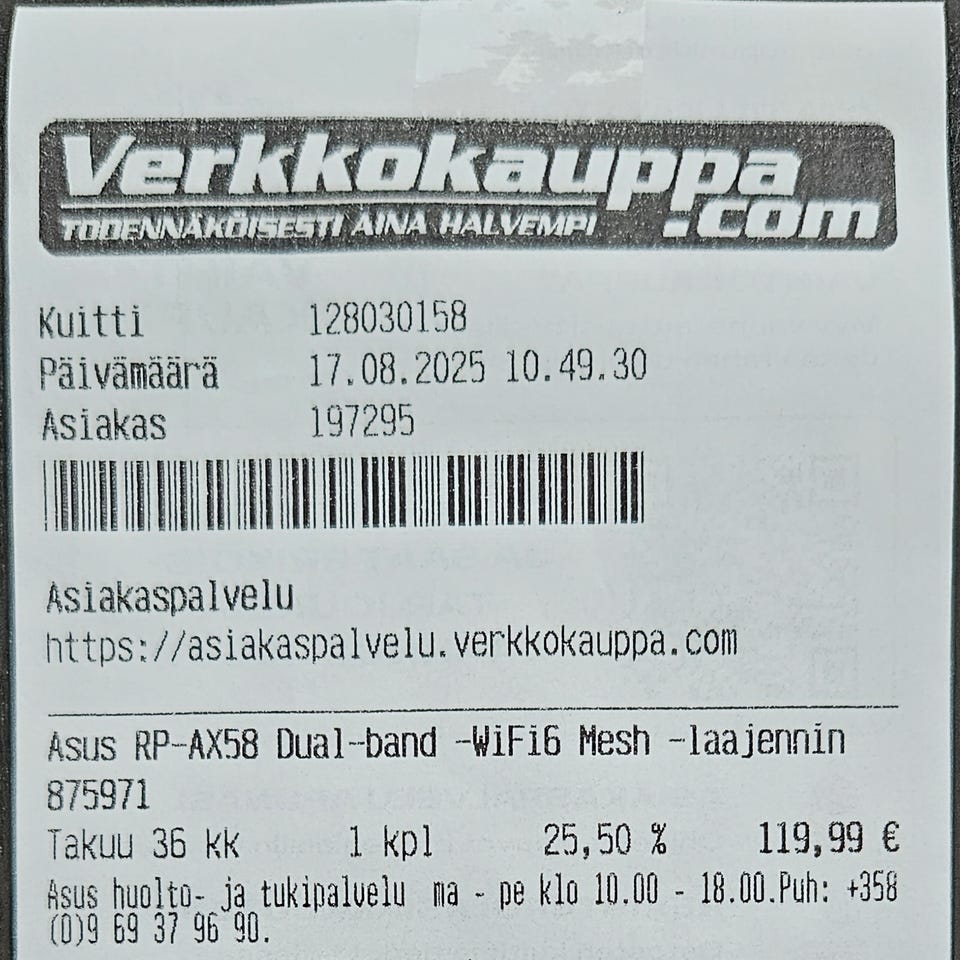 Verkkokauppa
.com
TODENNÄKÖISESTI AINA HALVEMPI
Kuitti 128030158
Päivämäärä 17.08.2025 10.49.30
Asiakas 197295
Asiakaspalvelu
https://asiakaspalvelu.verkkokauppa.com
Asus RP-AX58 Dual-band -WiFi6 Mesh -laajennin
875971
Takuu 36 kk 1 kpl 25,50 % 119,99 €
Asus huolto- ja tukipalvelu ma - pe klo 10.00 - 18.00.Puh: +358
(0)9 69 37 96 90.